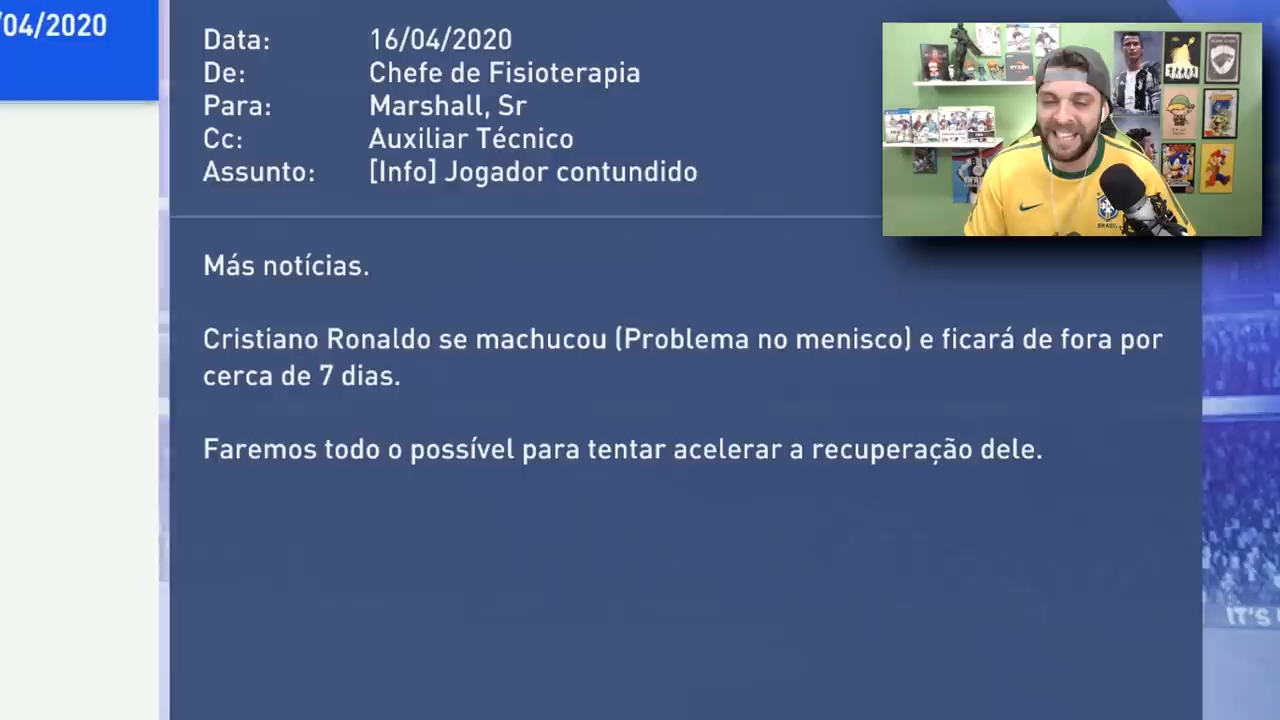 /04/2020
Data: 16/04/2020
De: Chefe de Fisioterapia
Para: Marshall, Sr
Cc: Auxiliar Técnico
Assunto: [Info] Jogador contundido
Más notícias.
Cristiano Ronaldo se machucou (Problema no menisco) e ficará de fora por
cerca de 7 dias.
Faremos todo o possível para tentar acelerar a recuperação dele.
BRASIL
IT'S